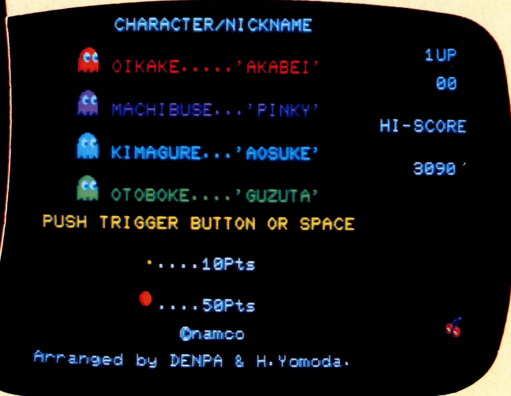 CHARACTER/NICKNAME
OIKAKE.....'AKABEI'
1UP
00
MACHIBUSE...'PINKY'
HI-SCORE
KIMAGURE...'AOSUKE'
3090
OTOBOKE....'GUZUTA'
PUSH TRIGGER BUTTON OR SPACE
·....10Pts
....50Pts
©namco
Arranged by DENPA & H.Yomoda.